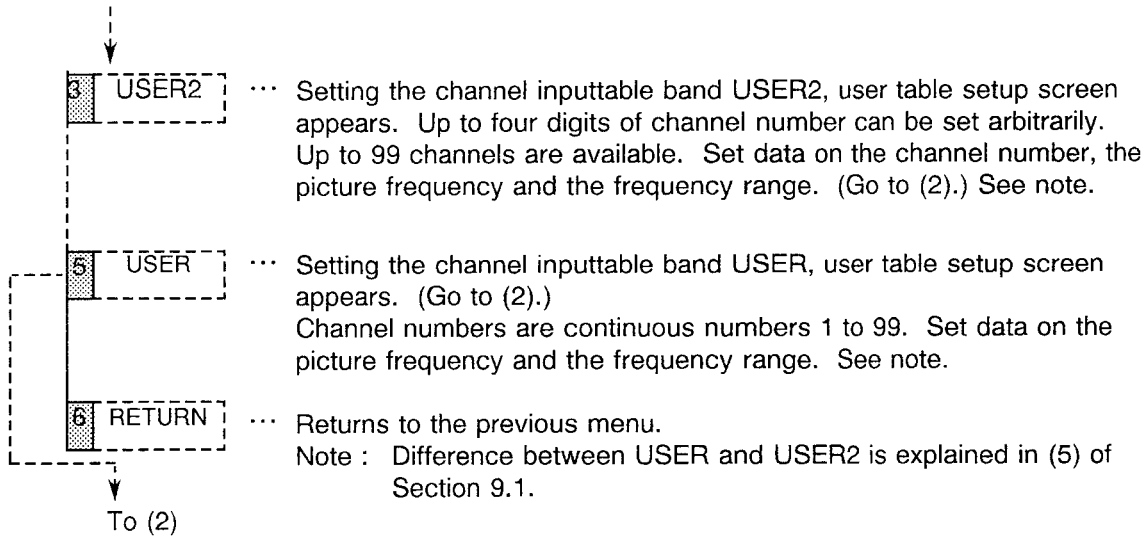 3 USER2 ··· Setting the channel inputtable band USER2, user table setup screen
appears. Up to four digits of channel number can be set arbitrarily.
Up to 99 channels are available. Set data on the channel number, the
picture frequency and the frequency range. (Go to (2).) See note.
5 USER ··· Setting the channel inputtable band USER, user table setup screen
appears. (Go to (2).)
Channel numbers are continuous numbers 1 to 99. Set data on the
picture frequency and the frequency range. See note.
6 RETURN ··· Returns to the previous menu.
Note : Difference between USER and USER2 is explained in (5) of
Section 9.1.
To (2)